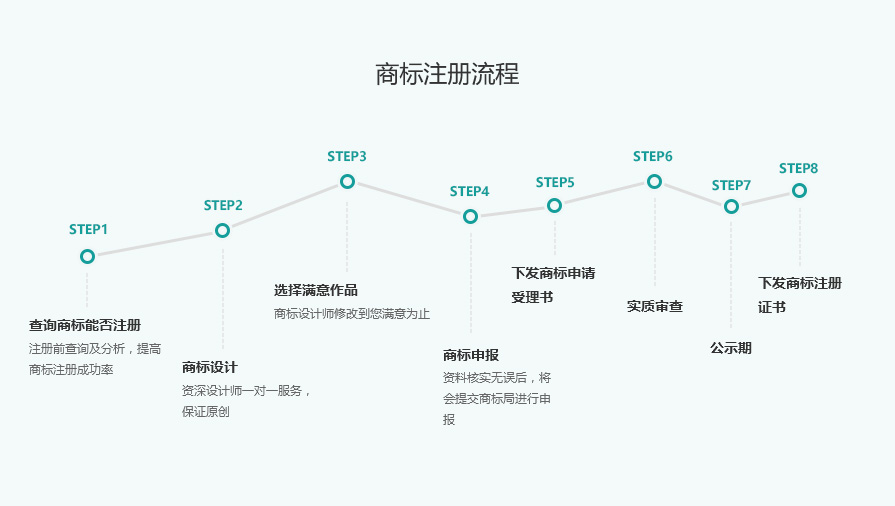 商标注册流程
STEP1
查询商标能否注册
注册前查询及分析，提高
商标注册成功率
STEP2
商标设计
资深设计师一对一服务，
保证原创
STEP3
选择满意作品
商标设计师修改到您满意为止
STEP4
商标申报
资料核实无误后，将
会提交商标局进行申
报
STEP5
下发商标申请
受理书
STEP6
实质审查
STEP7
公示期
STEP8
下发商标注册
证书